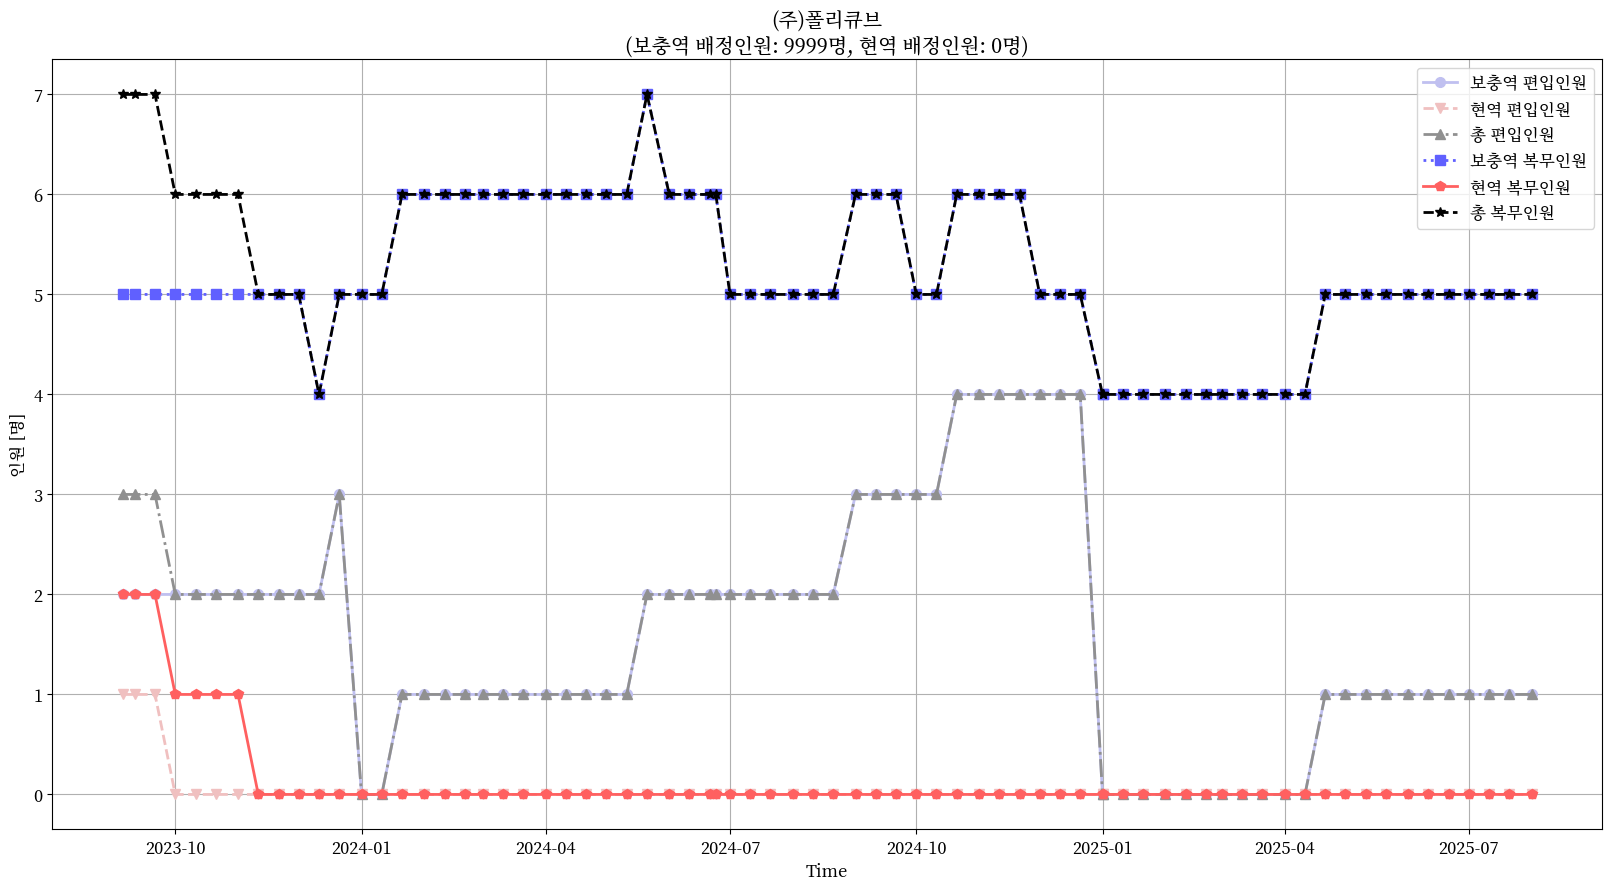 (주)폴리큐브
(보충역 배정인원: 9999명, 현역 배정인원: 0명)
보충역 편입인원
현역 편입인원
총 편입인원
보충역 복무인원
현역 복무인원
총 복무인원
인원 [명]
7
6
5
4
3
2
1
0
2023-10
2024-01
2024-04
2024-07
2024-10
2025-01
2025-04
2025-07
Time